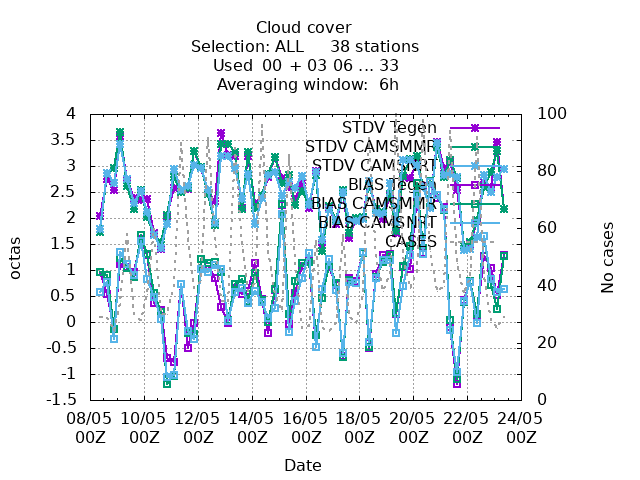 Cloud cover
Selection: ALL 38 stations
Used 00 + 03 06 ... 33
Averaging window: 6h
4
3.5
3
2.5
2
1.5
1
0.5
0
-0.5
-1
-1.5
octas
100
80
60
40
20
0
No cases
STDV Tegen
STDV CAMSMMR
STDV CAMSNRT
BIAS Tegen
BIAS CAMSMMR
BIAS CAMSNRT
CASES
08/05 10/05 12/05 14/05 16/05 18/05 20/05 22/05 24/05
00Z 00Z 00Z 00Z 00Z 00Z 00Z 00Z 00Z
Date